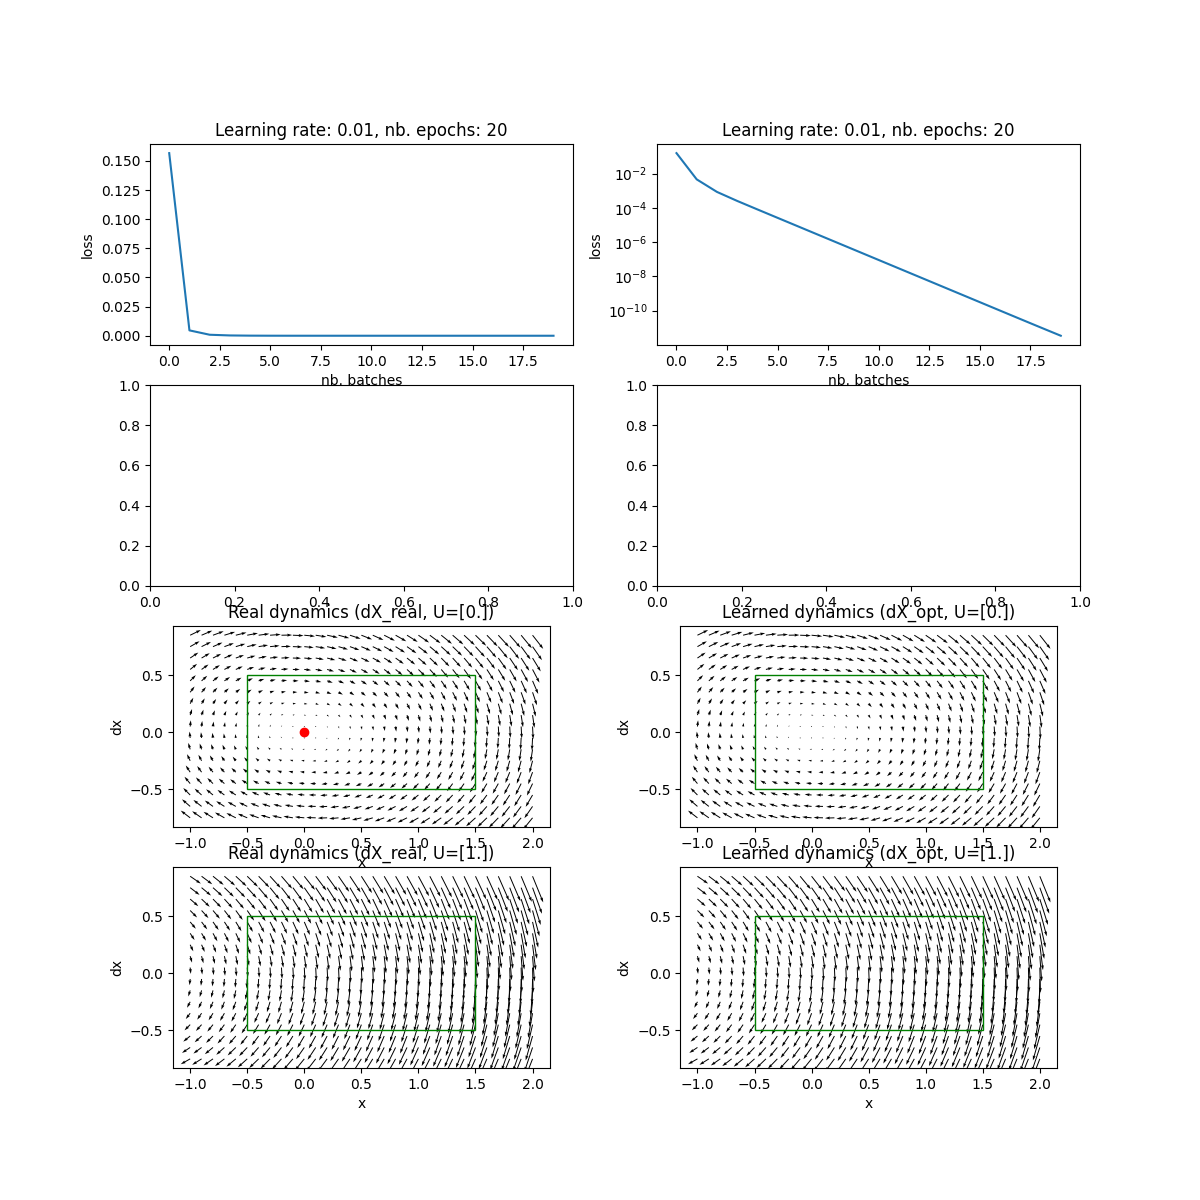 Learning rate: 0.01, nb. epochs: 20
0.150
0.125
0.100
0.075
0.050
0.025
0.000
loss
0.0 2.5 5.0 7.5 10.0 12.5 15.0 17.5
nb. batches
Learning rate: 0.01, nb. epochs: 20
10⁻²
10⁻⁴
10⁻⁶
10⁻⁸
10⁻¹⁰
loss
0.0 2.5 5.0 7.5 10.0 12.5 15.0 17.5
nb. batches
1.0
0.8
0.6
0.4
0.2
0.0
0.0 0.2 0.4 0.6 0.8 1.0
1.0
0.8
0.6
0.4
0.2
0.0
0.0 0.2 0.4 0.6 0.8 1.0
Real dynamics (dX_real, U=[0.])
0.5
0.0
−0.5
dx
−1.0 −0.5 0.0 0.5 1.0 1.5 2.0
x
Learned dynamics (dX_opt, U=[0.])
0.5
0.0
−0.5
dx
−1.0 −0.5 0.0 0.5 1.0 1.5 2.0
x
Real dynamics (dX_real, U=[1.])
0.5
0.0
−0.5
dx
−1.0 −0.5 0.0 0.5 1.0 1.5 2.0
x
Learned dynamics (dX_opt, U=[1.])
0.5
0.0
−0.5
dx
−1.0 −0.5 0.0 0.5 1.0 1.5 2.0
x